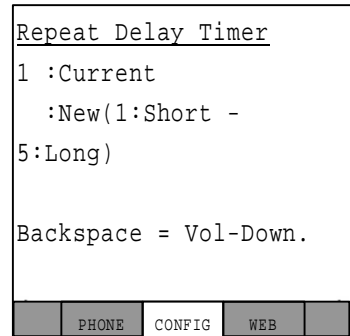 Repeat Delay Timer
1 :Current
:New(1:Short -
5:Long)
Backspace = Vol-Down.
PHONE CONFIG WEB